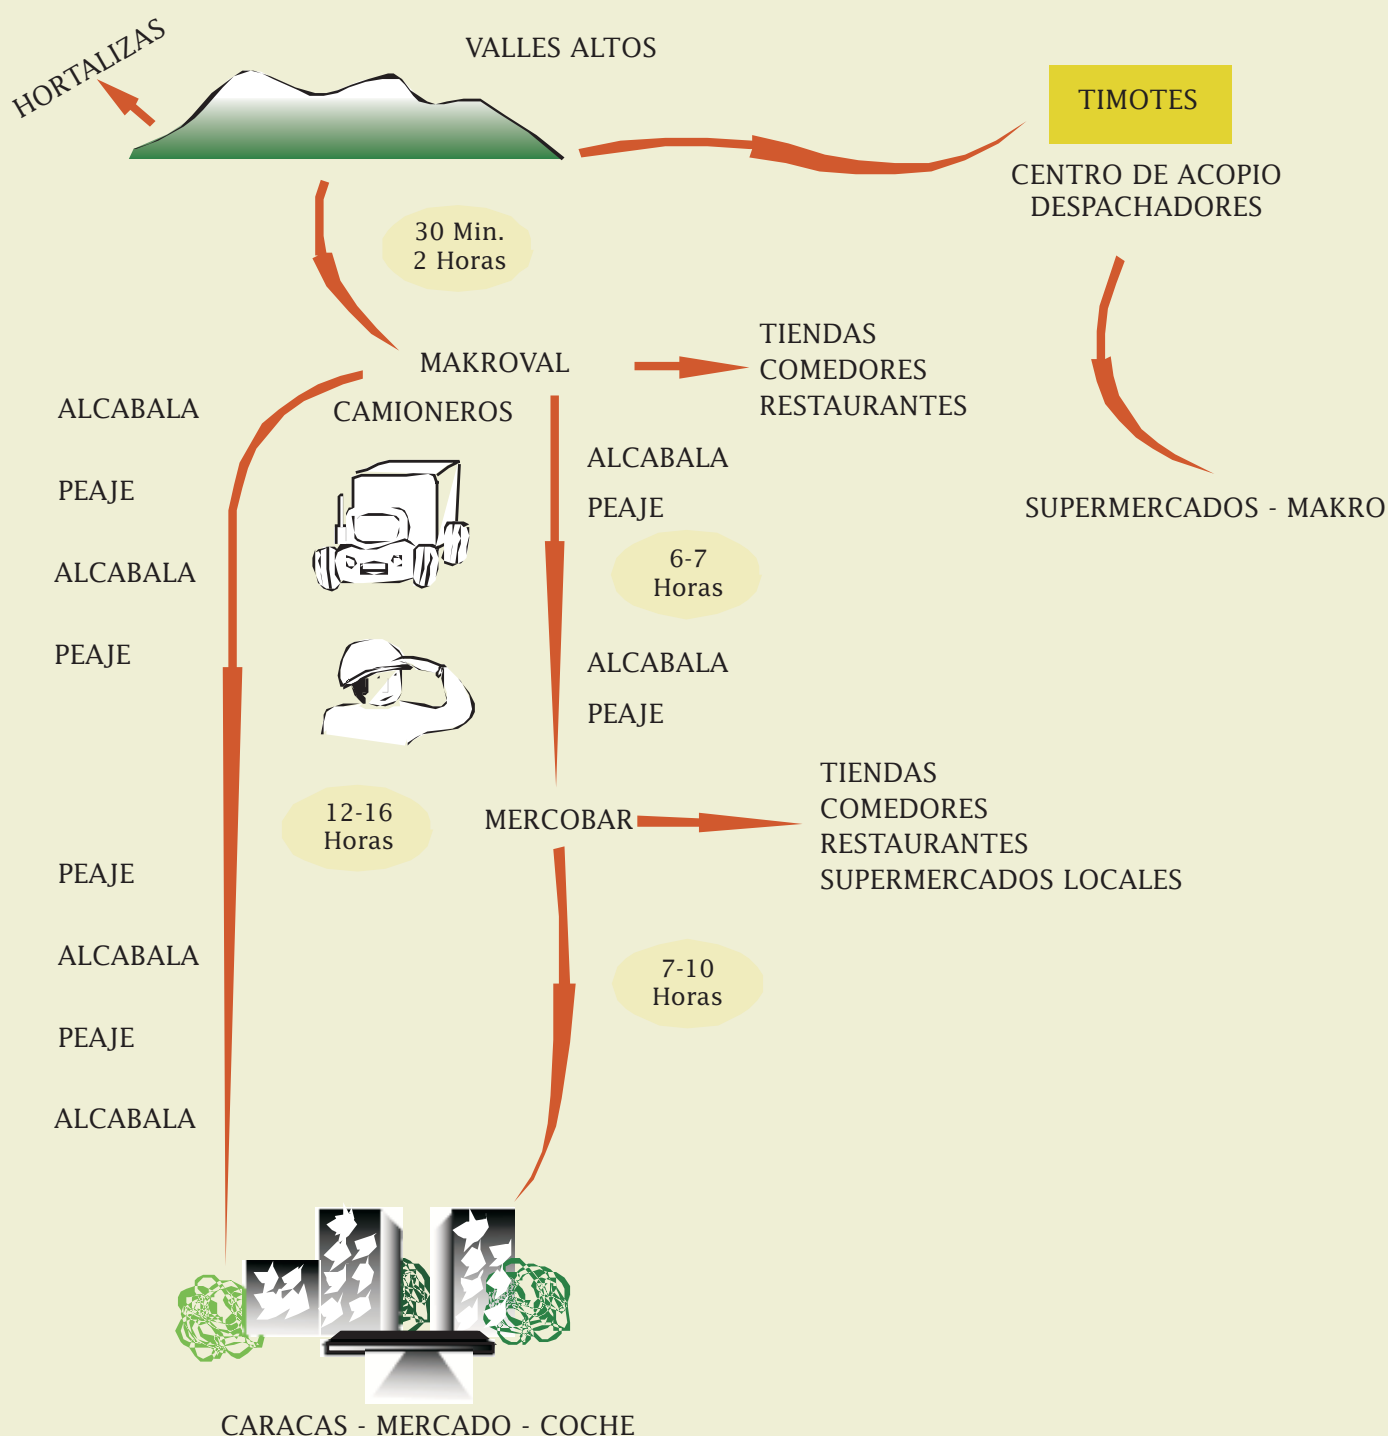 HORTALIZAS
VALLES ALTOS
TIMOTES
CENTRO DE ACOPIO
DESPACHADORES
30 Min.
2 Horas
MAKROVAL
TIENDAS
COMEDORES
RESTAURANTES
CAMIONEROS
ALCABALA
PEAJE
ALCABALA
PEAJE
ALCABALA
PEAJE
6-7
Horas
ALCABALA
PEAJE
SUPERMERCADOS - MAKRO
12-16
Horas
MERCOBAR
TIENDAS
COMEDORES
RESTAURANTES
SUPERMERCADOS LOCALES
PEAJE
ALCABALA
PEAJE
ALCABALA
7-10
Horas
CARACAS - MERCADO - COCHE